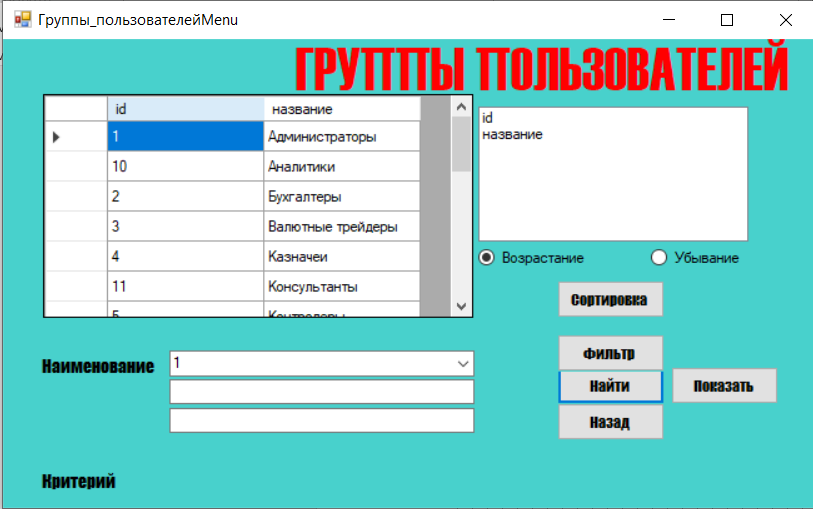 Группы_пользователейMenu
ГРУППЫ ПОЛЬЗОВАТЕЛЕЙ
id название
1 Администраторы
10 Аналитики
2 Бухгалтеры
3 Валютные трейдеры
4 Казначеи
11 Консультанты
5 Контролеры
id
название
Возрастание Убывание
Сортировка
Фильтр
Наименование 1
Найти Показать
Назад
Критерий